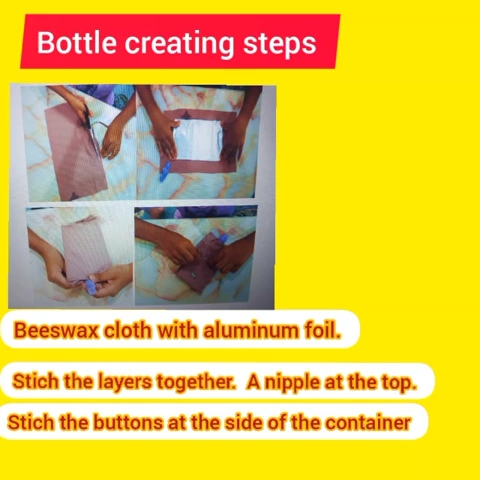 Bottle creating steps
Beeswax cloth with aluminum foil.
Stich the layers together. A nipple at the top.
Stich the buttons at the side of the container